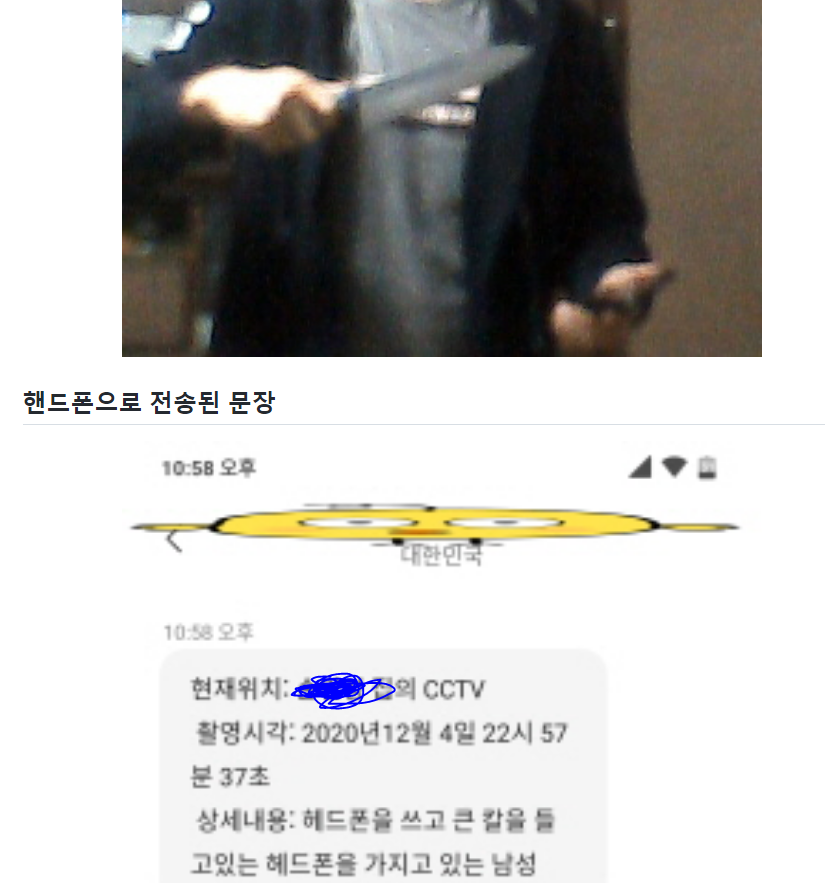 핸드폰으로 전송된 문장
10:58 오후
대한민국
10:58 오후
현재위치: 집의 CCTV
촬영시각: 2020년12월 4일 22시 57
분 37초
상세내용: 헤드폰을 쓰고 큰 칼을 들
고있는 헤드폰을 가지고 있는 남성